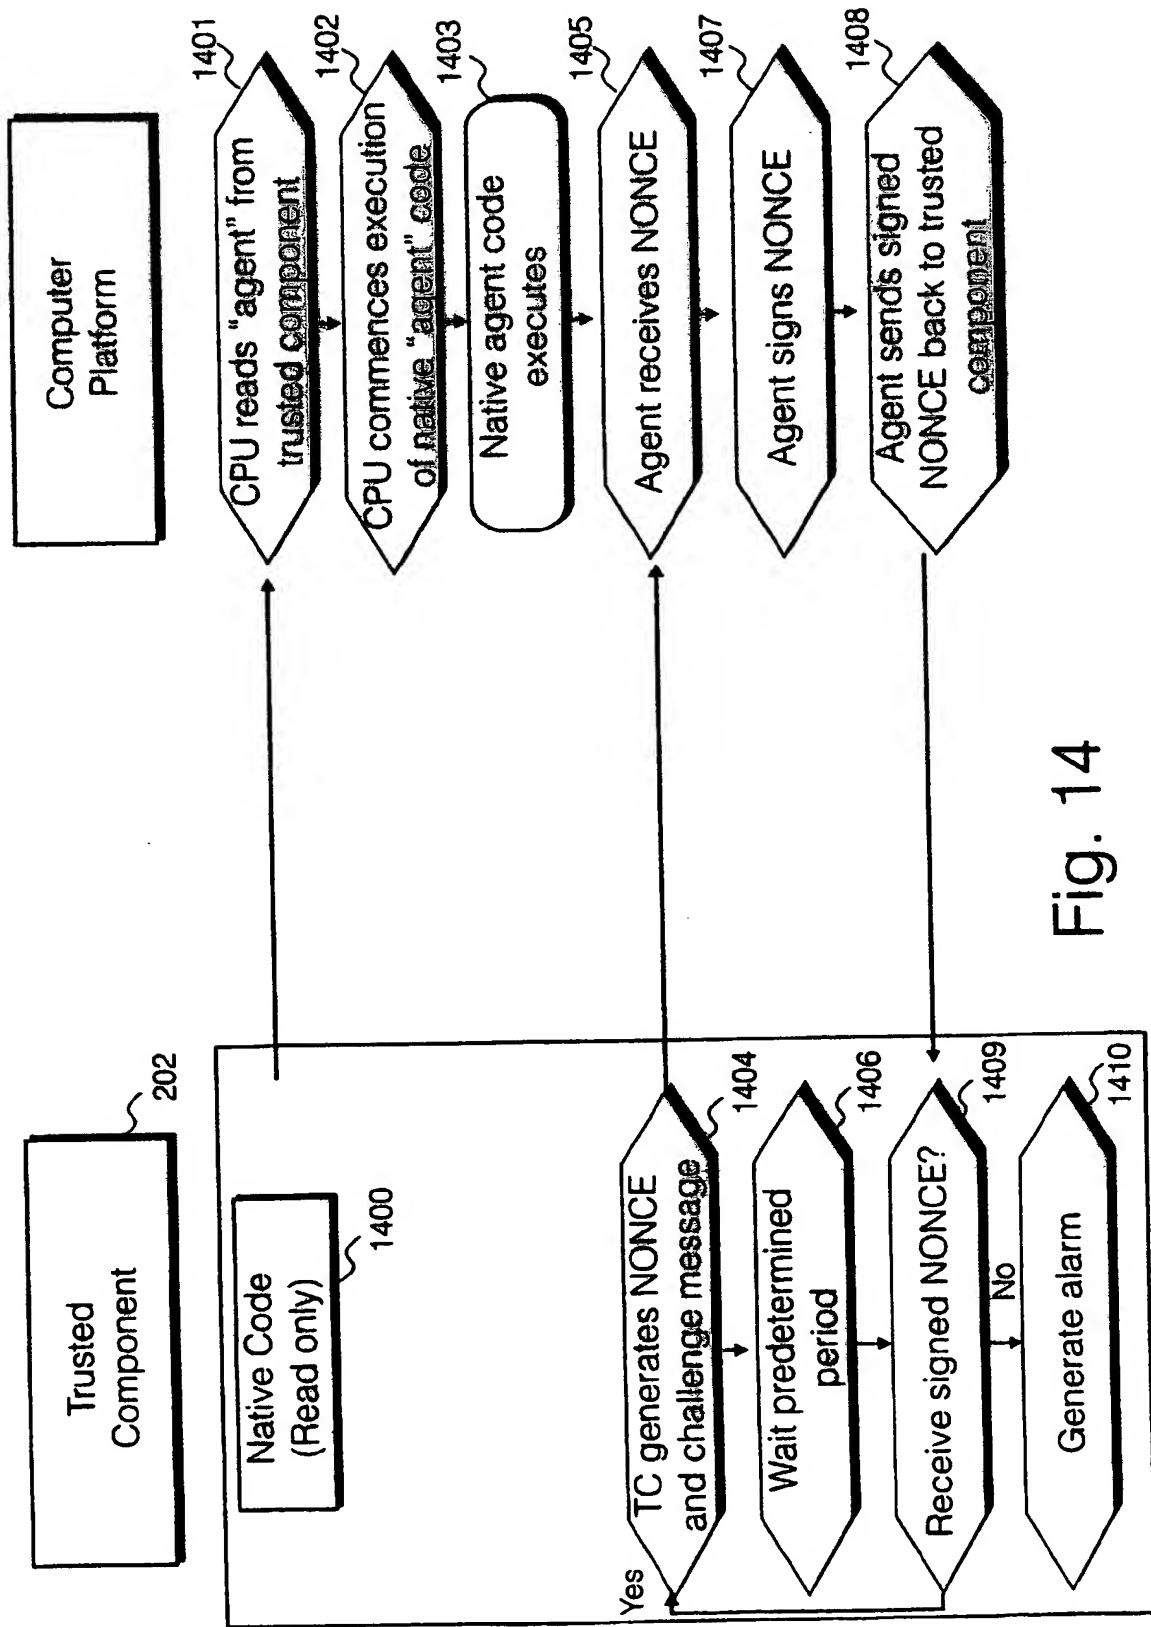 Trusted
Component
202
Native Code
(Read only)
1400
TC generates NONCE
and challenge message
1404
Yes
Wait predetermined
period
1406
Receive signed NONCE?
1409
No
Generate alarm
1410
Computer
Platform
CPU reads "agent" from
trusted component
1401
CPU commences execution
of native "agent" code
1402
Native agent code
executes
1403
Agent receives NONCE
1405
Agent signs NONCE
1407
Agent sends signed
NONCE back to trusted
component
1408
Fig. 14